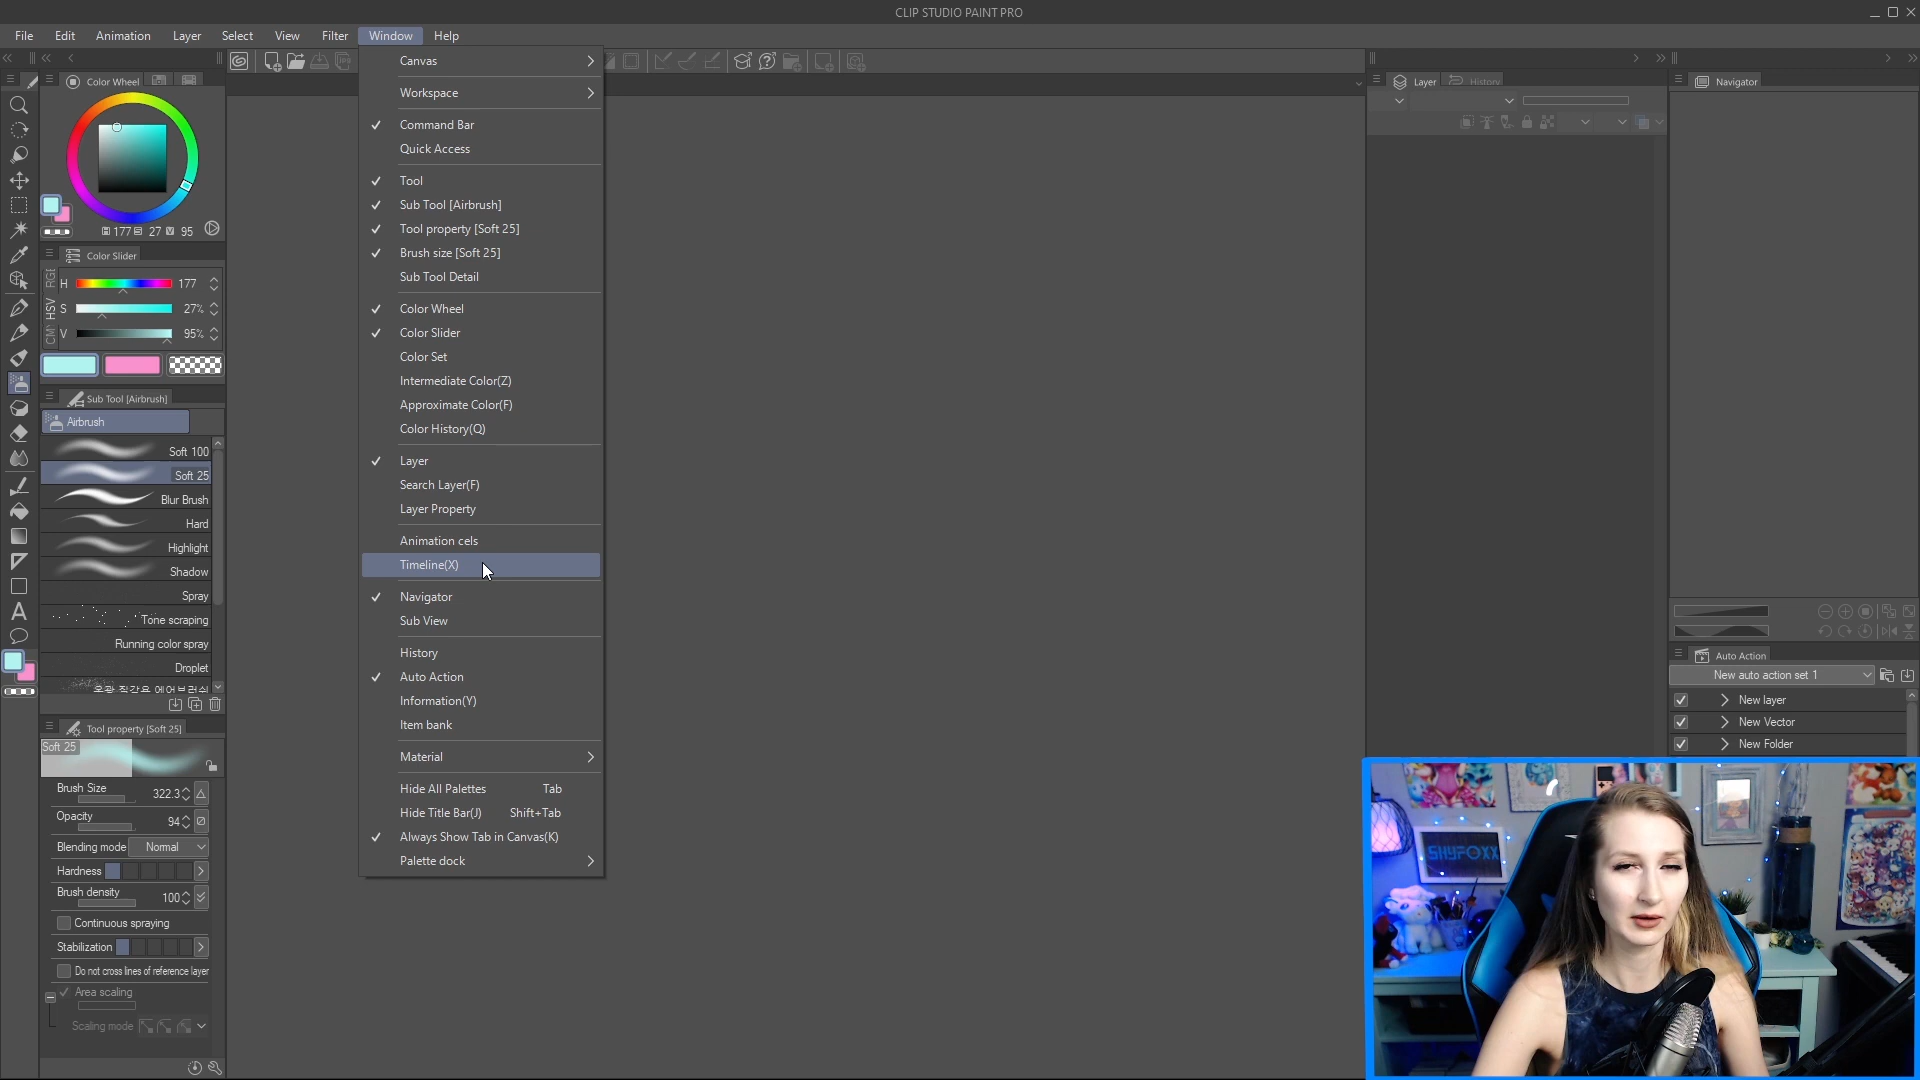 CLIP STUDIO PAINT PRO
File Edit Animation Layer Select View Filter Window Help
Color Wheel
177 27 95
Color Slider
RGB
HSV
H 177
S 27%
V 95%
Sub Tool [Airbrush]
Airbrush
Soft 100
Soft 25
Blur Brush
Hard
Highlight
Shadow
Spray
Tone scraping
Running color spray
Droplet
Tool property [Soft 25]
Soft 25
Brush Size 322.3
Opacity 94
Blending mode Normal
Hardness
Brush density 100
Continuous spraying
Stabilization
Do not cross lines of reference layer
Area scaling
Scaling mode
Canvas
Workspace
Command Bar
Quick Access
Tool
Sub Tool [Airbrush]
Tool property [Soft 25]
Brush size [Soft 25]
Sub Tool Detail
Color Wheel
Color Slider
Color Set
Intermediate Color(Z)
Approximate Color(F)
Color History(Q)
Layer
Search Layer(F)
Layer Property
Animation cels
Timeline(X)
Navigator
Sub View
History
Auto Action
Information(Y)
Item bank
Material
Hide All Palettes Tab
Hide Title Bar(J) Shift+Tab
Always Show Tab in Canvas(K)
Palette dock
Layer History
Navigator
Auto Action
New auto action set 1
New layer
New Vector
New Folder
SHYFOXX